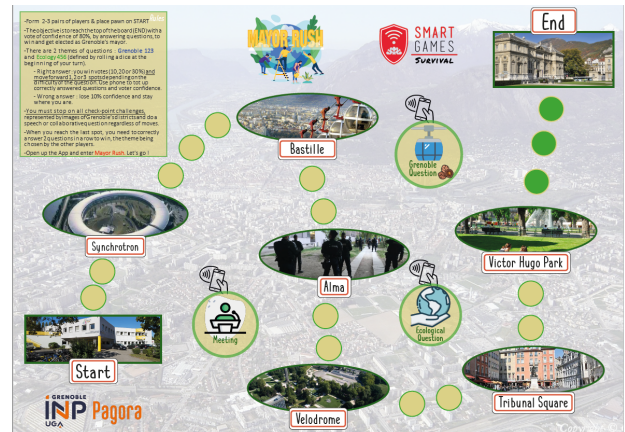 -Form 2-3 pairs of players & place pawn on START
-The objective is to reach the top of the board (END) with a
vote of confidence of 80%, by answering questions, to
win and get elected as Grenoble's mayor.
-There are 2 themes of questions : Grenoble 123
and Ecology 456 (defined by rolling a dice at the
beginning of your turn).
- Right answer : you win votes (10, 20 or 30%) and
move forward 1, 2 or 3 spots depending on the
difficulty of the question. Use phone to tot up
correctly answered questions and voter confidence.
- Wrong answer : lose 10% confidence and stay
where you are.
-You must stop on all check-point challenges,
represented by images of Grenoble's districts and do a
speech or collaborative question regardless of moves.
-When you reach the last spot, you need to correctly
answer 2 questions in a row to win, the theme being
chosen by the other players.
-Open up the App and enter Mayor Rush. Let's go !
Rules
MAYOR RUSH
SMART
GAMES
SURVIVAL
End
Bastille
Grenoble
Question
Synchrotron
Alma
Victor Hugo Park
Meeting
Ecological
Question
Start
Velodrome
Tribunal Square
GRENOBLE
INP Pagora
UGA